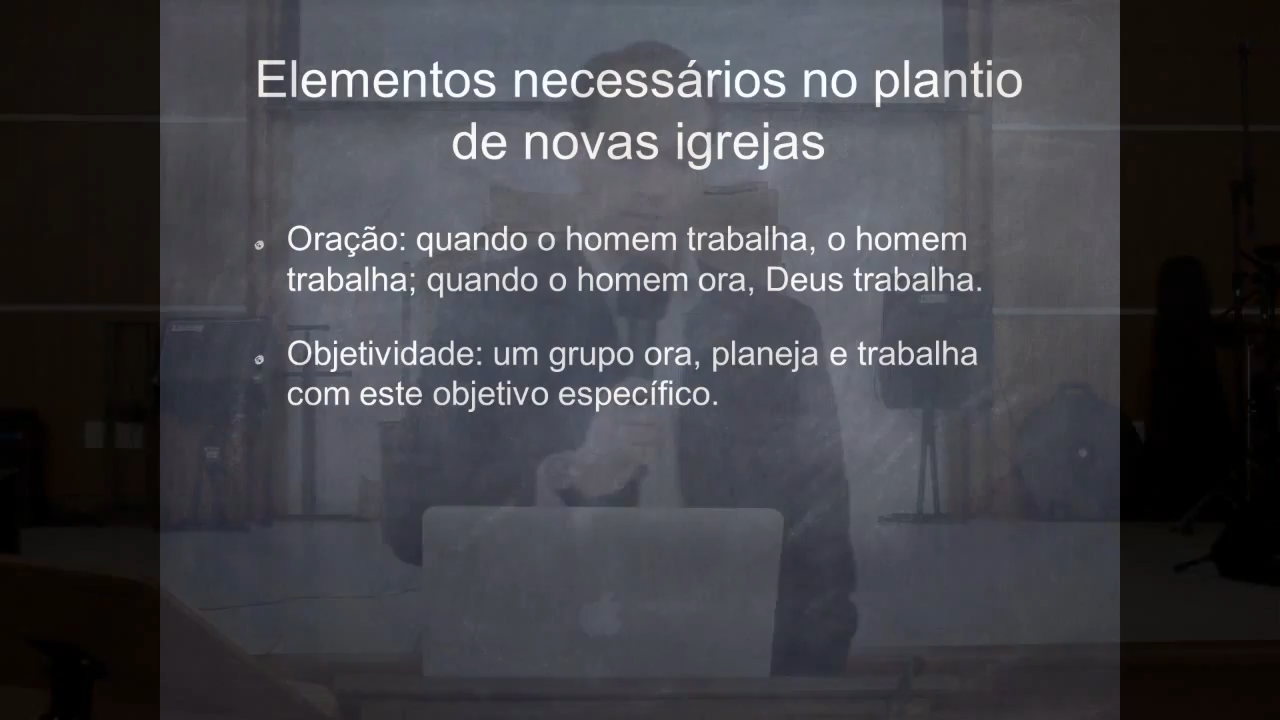 Elementos necessários no plantio
de novas igrejas
Oração: quando o homem trabalha, o homem
trabalha; quando o homem ora, Deus trabalha.
Objetividade: um grupo ora, planeja e trabalha
com este objetivo específico.